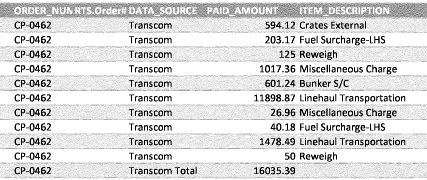 ORDER_NUM RTS.Order# DATA_SOURCE PAID_AMOUNT ITEM_DESCRIPTION
CP-0462 Transcom 594.12 Crates External
CP-0462 Transcom 203.17 Fuel Surcharge-LHS
CP-0462 Transcom 125 Reweigh
CP-0462 Transcom 1017.36 Miscellaneous Charge
CP-0462 Transcom 601.24 Bunker S/C
CP-0462 Transcom 11898.87 Linehaul Transportation
CP-0462 Transcom 26.96 Miscellaneous Charge
CP-0462 Transcom 40.18 Fuel Surcharge-LHS
CP-0462 Transcom 1478.49 Linehaul Transportation
CP-0462 Transcom 50 Reweigh
CP-0462 Transcom Total 16035.39